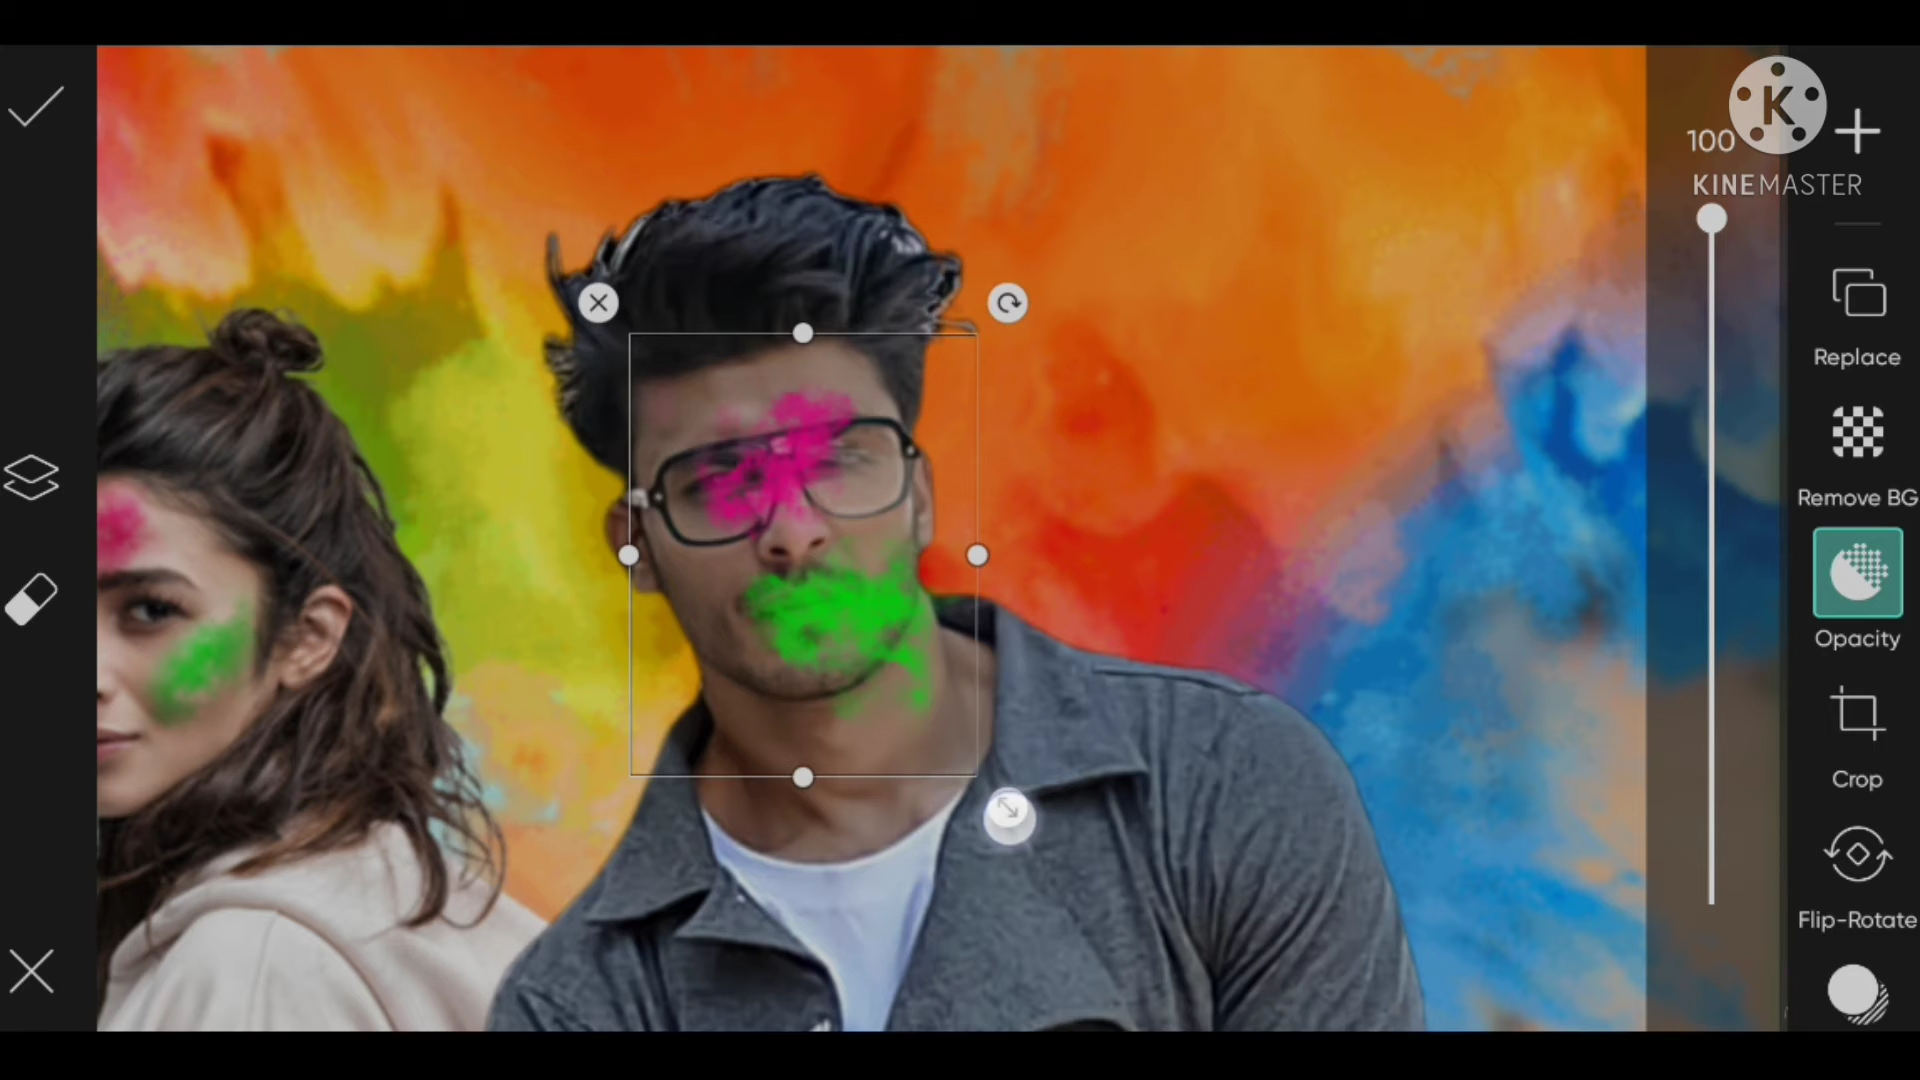 100
K
KINEMASTER
Replace
Remove BG
Opacity
Crop
Flip-Rotate